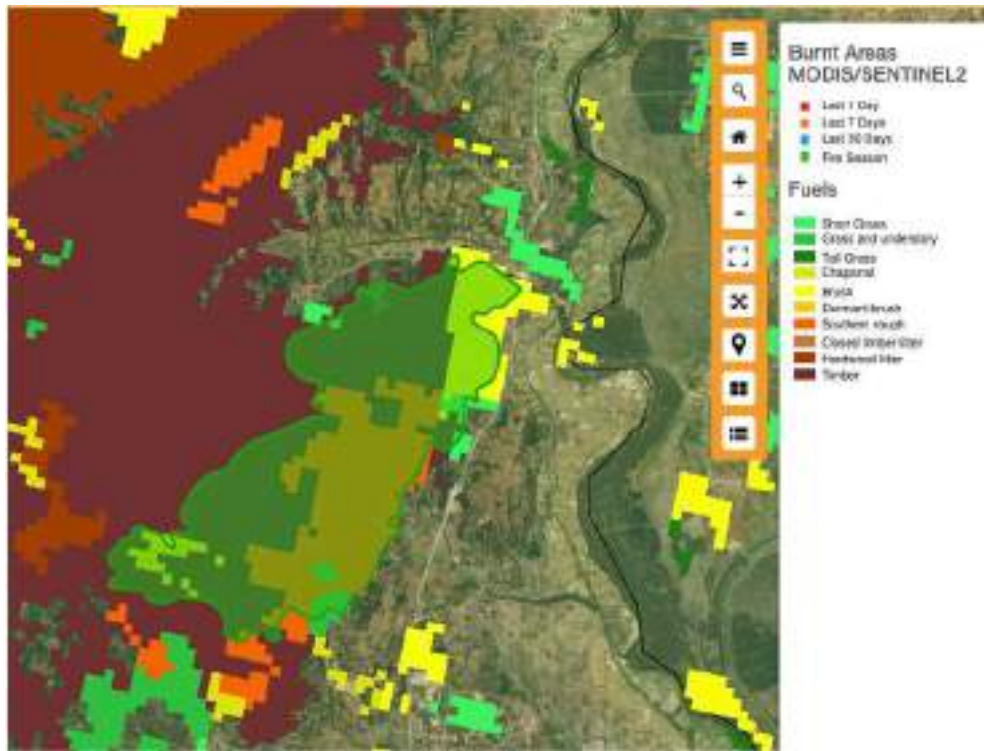 Burnt Areas
MODIS/SENTINEL2
Last 1 Day
Last 7 Days
Last 30 Days
Fire Season
Fuels
Short Grass
Grass and understory
Tall Grass
Chaparral
Brush
Dormant brush
Southern rough
Closed timber litter
Hardwood litter
Timber